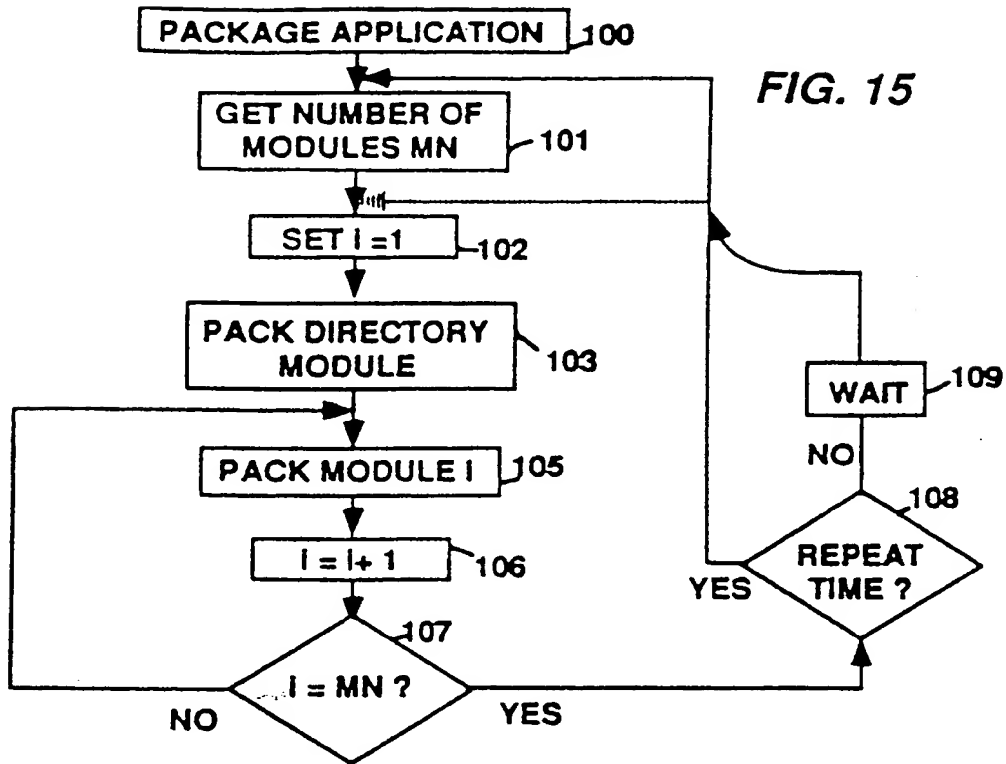 PACKAGE APPLICATION
100
FIG. 15
GET NUMBER OF
MODULES MN
101
SET I =1
102
PACK DIRECTORY
MODULE
103
WAIT
109
NO
PACK MODULE I
105
108
REPEAT
TIME ?
YES
I = I+ 1
106
107
I = MN ?
NO
YES